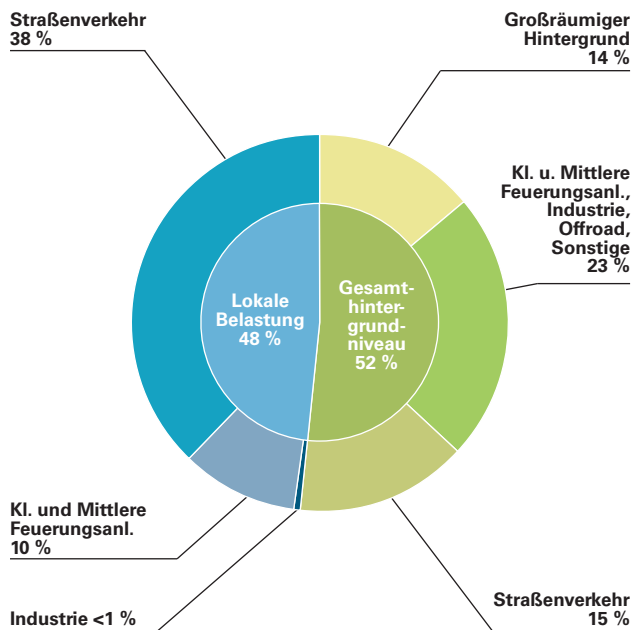 Straßenverkehr
38 %
Großräumiger
Hintergrund
14 %
Kl. u. Mittlere
Feuerungsanl.,
Industrie,
Offroad,
Sonstige
23 %
Lokale
Belastung
48 %
Gesamt-
hinter-
grund-
niveau
52 %
Kl. und Mittlere
Feuerungsanl.
10 %
Industrie <1 %
Straßenverkehr
15 %